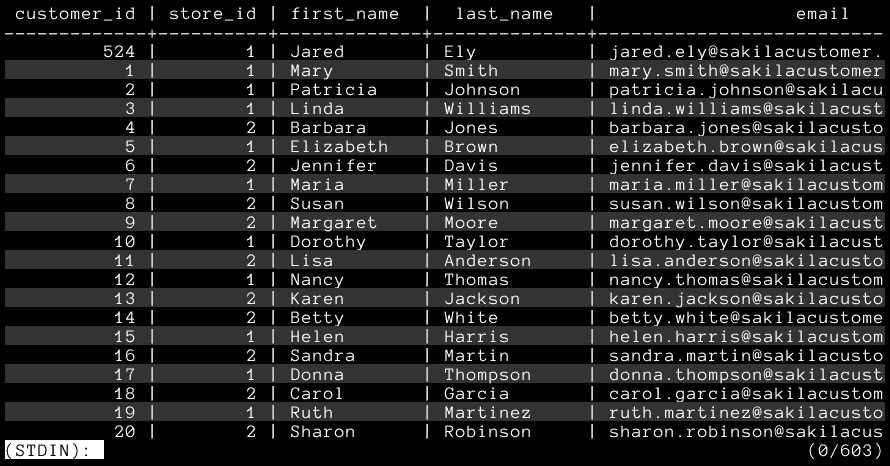 customer_id | store_id | first_name | last_name | email
------------+----------+------------+-----------+----------------------------
524 | 1 | Jared | Ely | jared.ely@sakilacustomer.
1 | 1 | Mary | Smith | mary.smith@sakilacustomer
2 | 1 | Patricia | Johnson | patricia.johnson@sakilacu
3 | 1 | Linda | Williams | linda.williams@sakilacust
4 | 2 | Barbara | Jones | barbara.jones@sakilacusto
5 | 1 | Elizabeth | Brown | elizabeth.brown@sakilacus
6 | 2 | Jennifer | Davis | jennifer.davis@sakilacust
7 | 1 | Maria | Miller | maria.miller@sakilacustom
8 | 2 | Susan | Wilson | susan.wilson@sakilacustom
9 | 2 | Margaret | Moore | margaret.moore@sakilacust
10 | 1 | Dorothy | Taylor | dorothy.taylor@sakilacust
11 | 2 | Lisa | Anderson | lisa.anderson@sakilacusto
12 | 1 | Nancy | Thomas | nancy.thomas@sakilacustom
13 | 2 | Karen | Jackson | karen.jackson@sakilacusto
14 | 2 | Betty | White | betty.white@sakilacustome
15 | 1 | Helen | Harris | helen.harris@sakilacustom
16 | 2 | Sandra | Martin | sandra.martin@sakilacusto
17 | 1 | Donna | Thompson | donna.thompson@sakilacust
18 | 2 | Carol | Garcia | carol.garcia@sakilacustom
19 | 1 | Ruth | Martinez | ruth.martinez@sakilacusto
20 | 2 | Sharon | Robinson | sharon.robinson@sakilacus
(STDIN): (0/603)